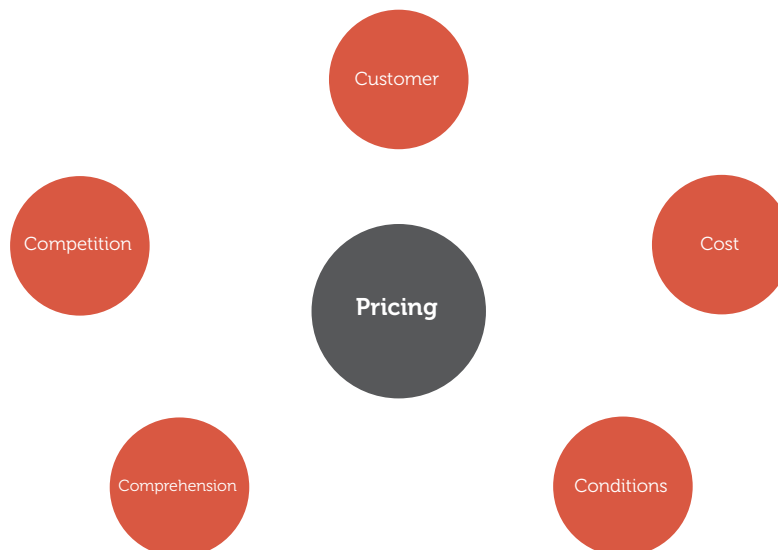 Customer
Competition
Cost
Pricing
Comprehension
Conditions